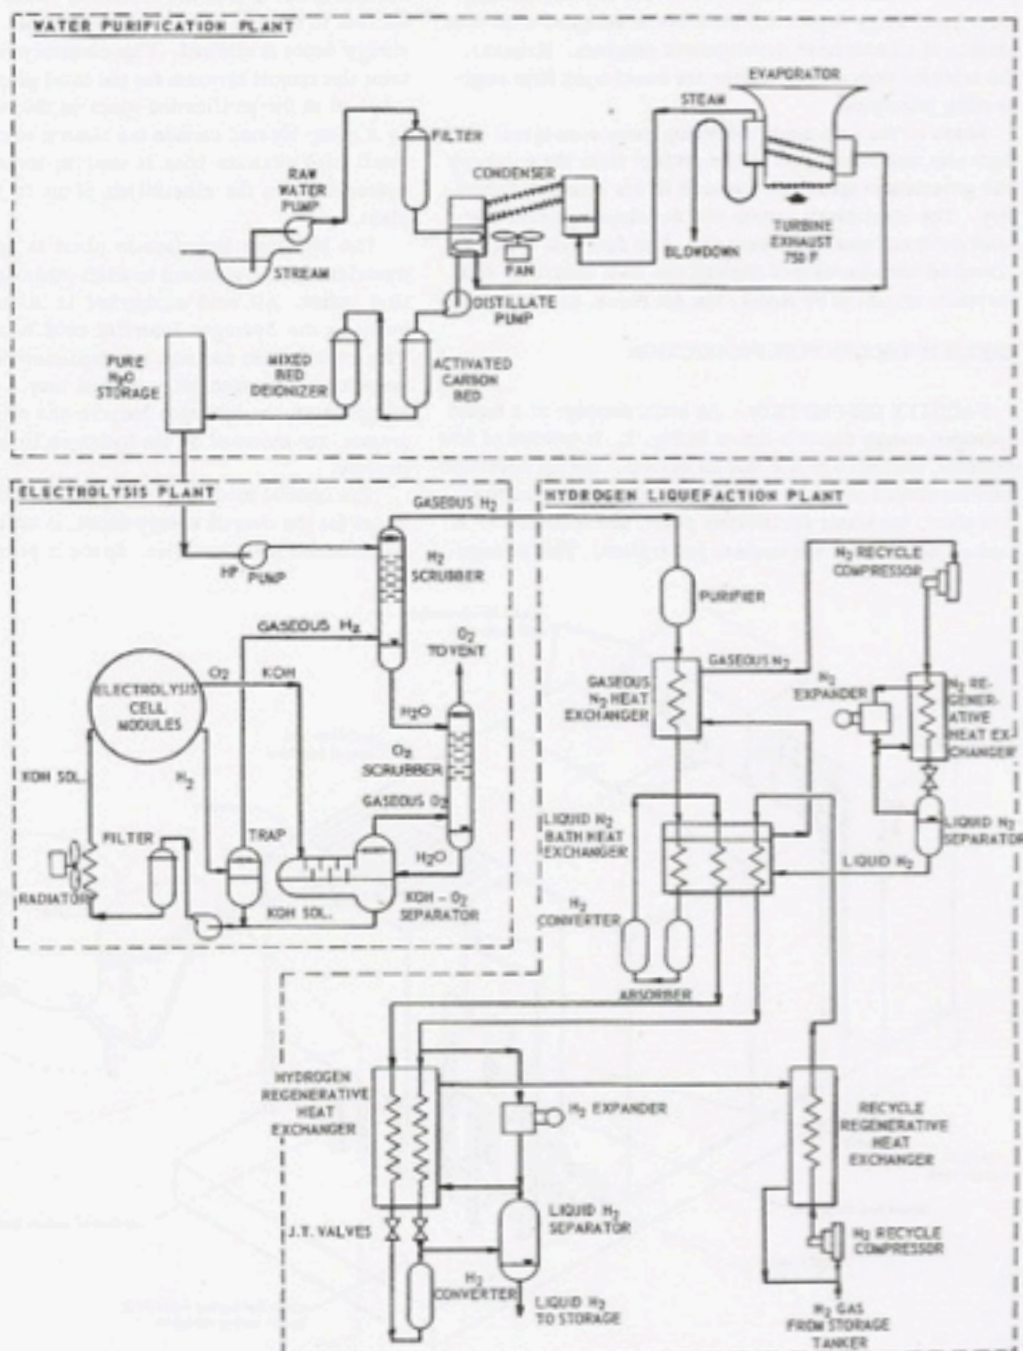 WATER PURIFICATION PLANT
EVAPORATOR
STEAM
FILTER
CONDENSER
RAW
WATER
PUMP
BLOWDOWN
TURBINE
EXHAUST
750 F
STREAM
FAN
DISTILLATE
PUMP
PURE
H2O
STORAGE
MIXED
BED
DEIONIZER
ACTIVATED
CARBON
BED
ELECTROLYSIS PLANT
GASEOUS H2
HP PUMP
H2
SCRUBBER
GASEOUS H2
O2
TO VENT
O2
KOH
ELECTROLYSIS
CELL
MODULES
H2O
O2
SCRUBBER
KOH SOL.
H2
GASEOUS O2
FILTER
TRAP
H2O
RADIATOR
KOH SOL.
KOH - O2
SEPARATOR
HYDROGEN LIQUEFACTION PLANT
N2 RECYCLE
COMPRESSOR
PURIFIER
GASEOUS N2
GASEOUS
N2 HEAT
EXCHANGER
N2
EXPANDER
N2 RE-
GENER-
ATIVE
HEAT EX-
CHANGER
LIQUID N2
BATH HEAT
EXCHANGER
LIQUID N2
SEPARATOR
LIQUID N2
H2
CONVERTER
ABSORBER
HYDROGEN
REGENERATIVE
HEAT
EXCHANGER
H2 EXPANDER
RECYCLE
REGENERATIVE
HEAT
EXCHANGER
J.T. VALVES
LIQUID H2
SEPARATOR
H2 RECYCLE
COMPRESSOR
H2
CONVERTER
LIQUID H2
TO STORAGE
H2 GAS
FROM STORAGE
TANKER